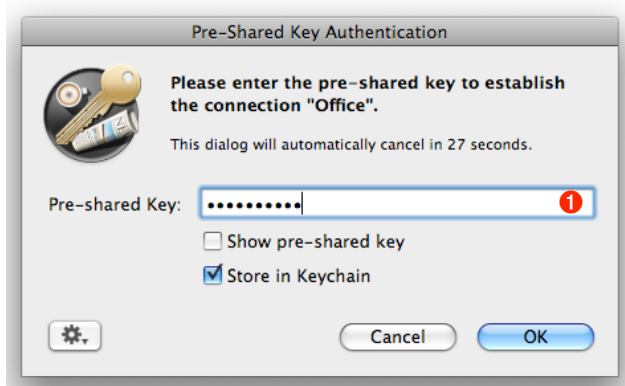 Pre-Shared Key Authentication
Please enter the pre-shared key to establish
the connection "Office".
This dialog will automatically cancel in 27 seconds.
Pre-shared Key: •••••••••• 1
Show pre-shared key
Store in Keychain
Cancel OK